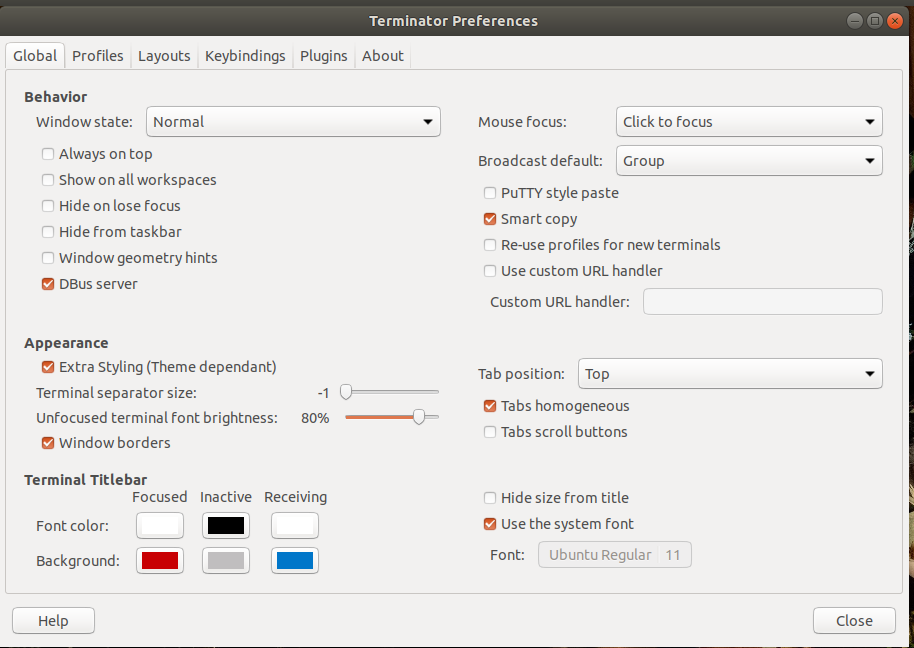 Terminator Preferences
Global Profiles Layouts Keybindings Plugins About
Behavior
Window state: Normal
Always on top
Show on all workspaces
Hide on lose focus
Hide from taskbar
Window geometry hints
DBus server
Mouse focus: Click to focus
Broadcast default: Group
PuTTY style paste
Smart copy
Re-use profiles for new terminals
Use custom URL handler
Custom URL handler:
Appearance
Extra Styling (Theme dependant)
Terminal separator size: -1
Unfocused terminal font brightness: 80%
Window borders
Tab position: Top
Tabs homogeneous
Tabs scroll buttons
Terminal Titlebar
Focused Inactive Receiving
Font color:
Background:
Hide size from title
Use the system font
Font: Ubuntu Regular 11
Help Close